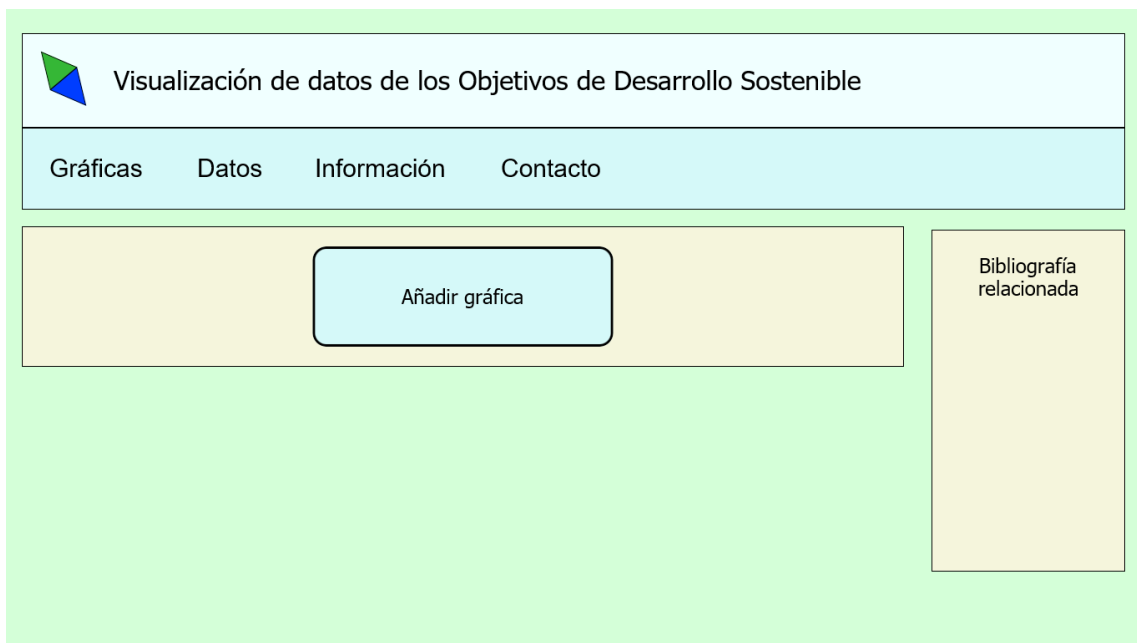 Visualización de datos de los Objetivos de Desarrollo Sostenible
Gráficas Datos Información Contacto
Añadir gráfica
Bibliografía
relacionada